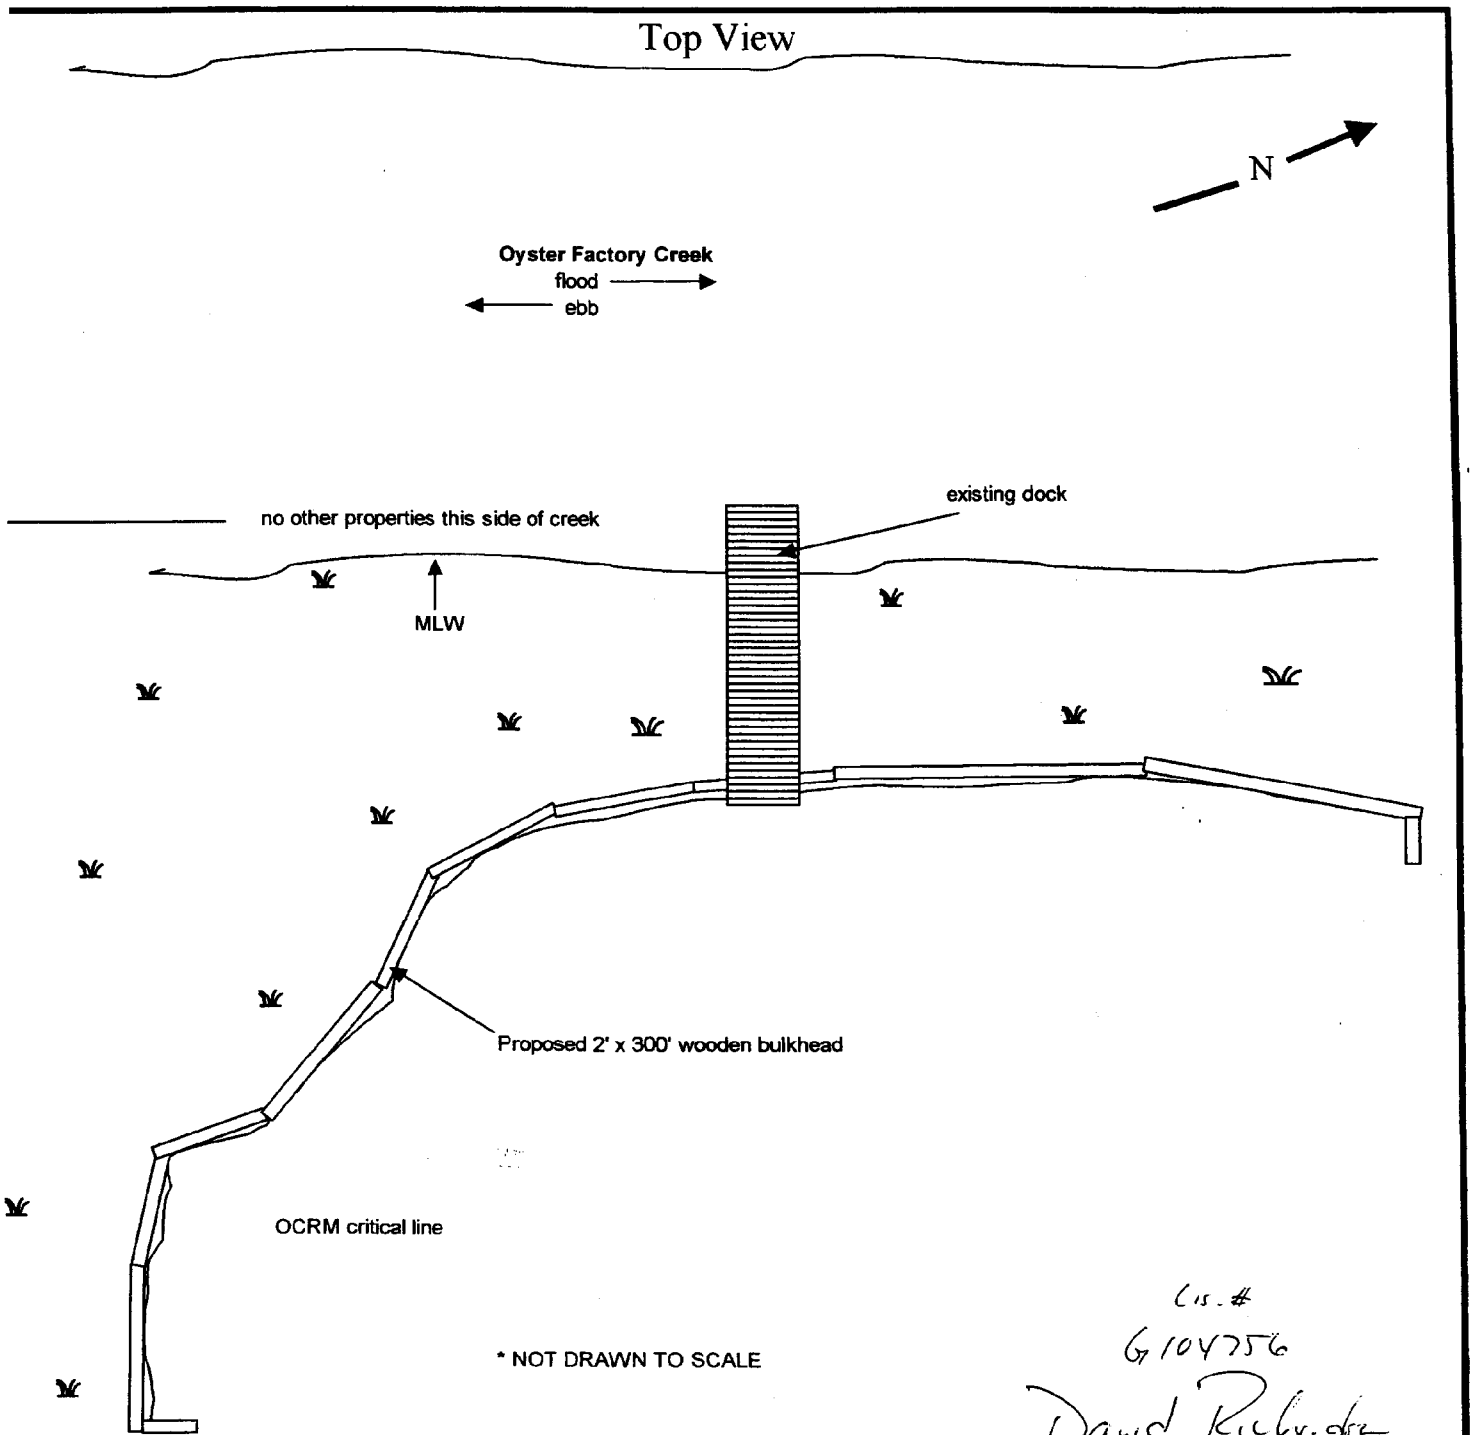 Top View
N
Oyster Factory Creek
flood
ebb
existing dock
no other properties this side of creek
MLW
Proposed 2' x 300' wooden bulkhead
OCRM critical line
* NOT DRAWN TO SCALE
Lis. #
G104756
David